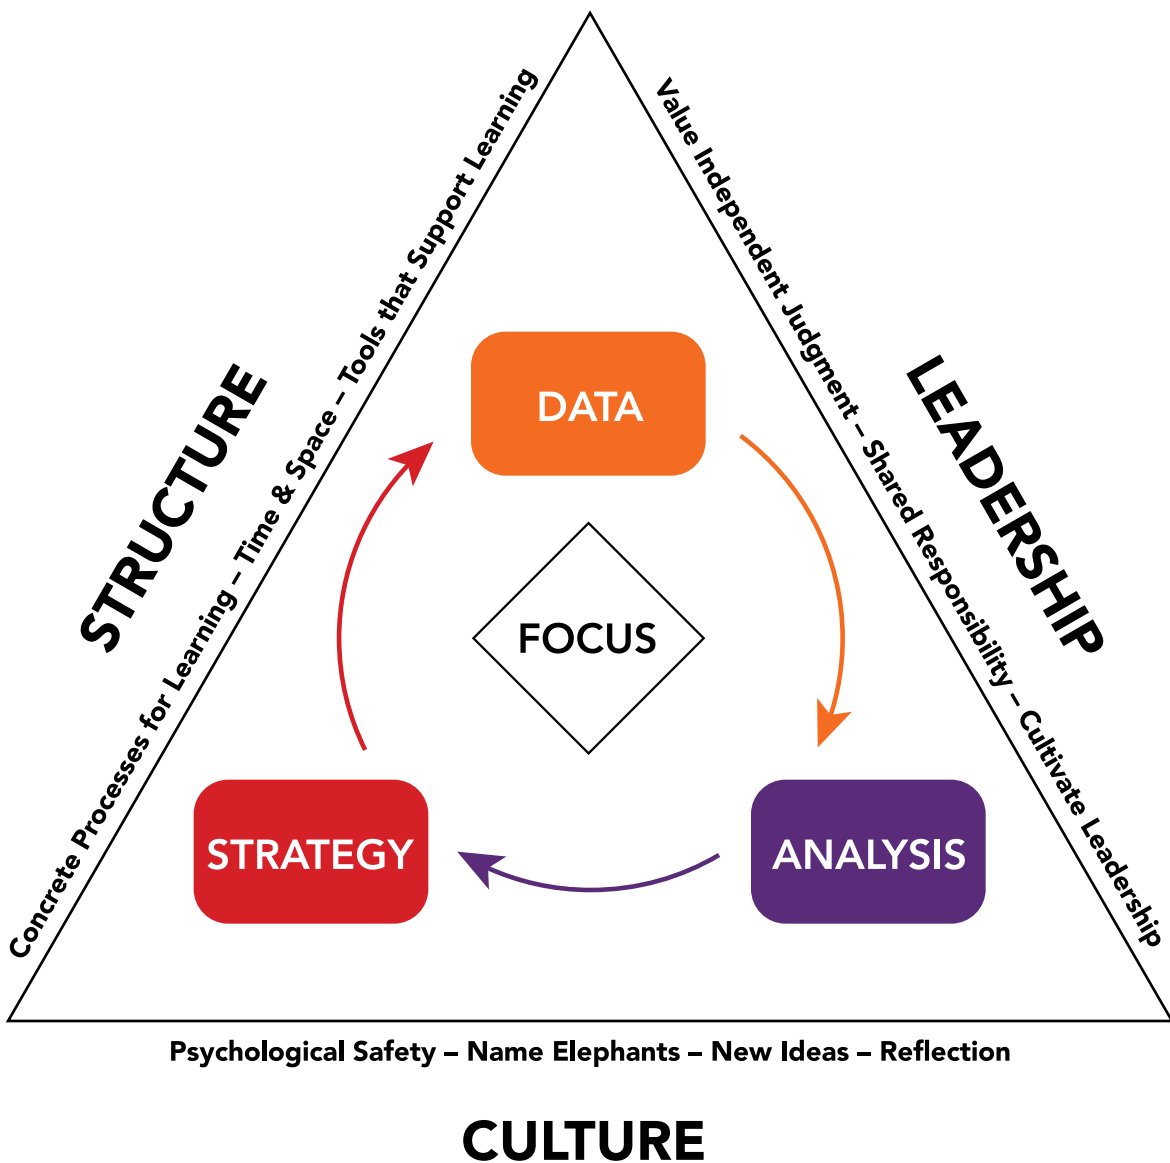 STRUCTURE
Concrete Processes for Learning – Time & Space – Tools that Support Learning
Value Independent Judgment – Shared Responsibility – Cultivate Leadership
LEADERSHIP
DATA
FOCUS
STRATEGY
ANALYSIS
Psychological Safety – Name Elephants – New Ideas – Reflection
CULTURE